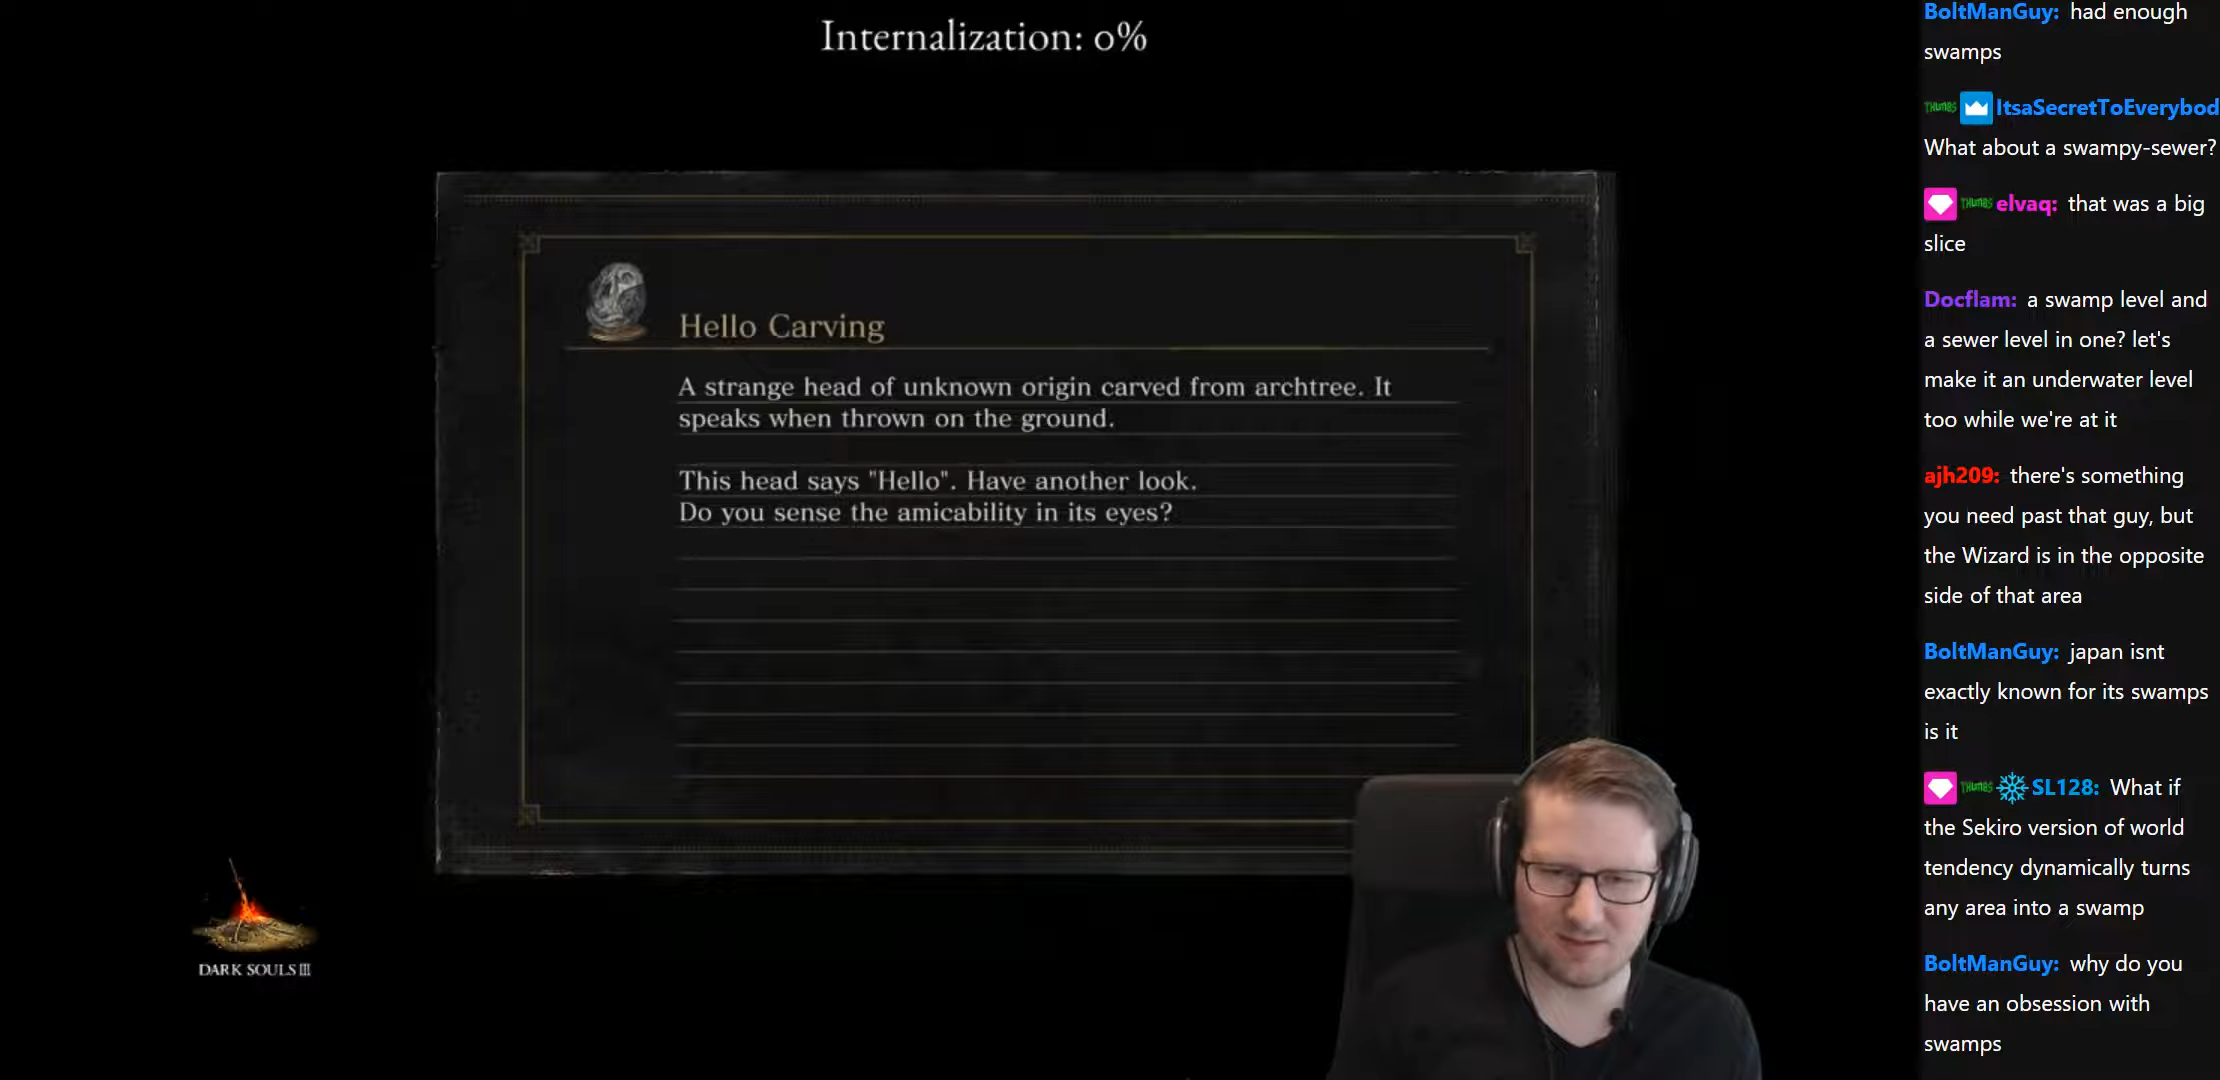 Internalization: 0%
Hello Carving
A strange head of unknown origin carved from archtree. It
speaks when thrown on the ground.
This head says "Hello". Have another look.
Do you sense the amicability in its eyes?
DARK SOULS III
BoltManGuy: had enough
swamps
THUMBS ItsaSecretToEverybod
What about a swampy-sewer?
THUMBS elvaq: that was a big
slice
Docflam: a swamp level and
a sewer level in one? let's
make it an underwater level
too while we're at it
ajh209: there's something
you need past that guy, but
the Wizard is in the opposite
side of that area
BoltManGuy: japan isnt
exactly known for its swamps
is it
THUMBS SL128: What if
the Sekiro version of world
tendency dynamically turns
any area into a swamp
BoltManGuy: why do you
have an obsession with
swamps